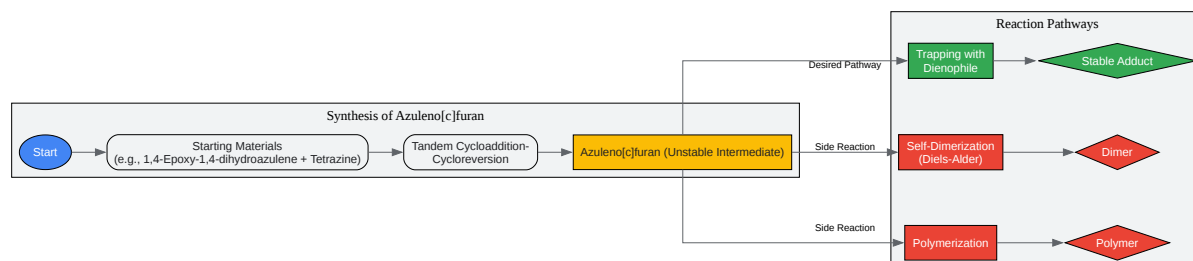 Reaction Pathways
Trapping with
Dienophile
Stable Adduct
Desired Pathway
Synthesis of Azuleno[c]furan
Start
Starting Materials
(e.g., 1,4-Epoxy-1,4-dihydroazulene + Tetrazine)
Tandem Cycloaddition-
Cycloreversion
Azuleno[c]furan (Unstable Intermediate)
Side Reaction
Self-Dimerization
(Diels-Alder)
Dimer
Side Reaction
Polymerization
Polymer